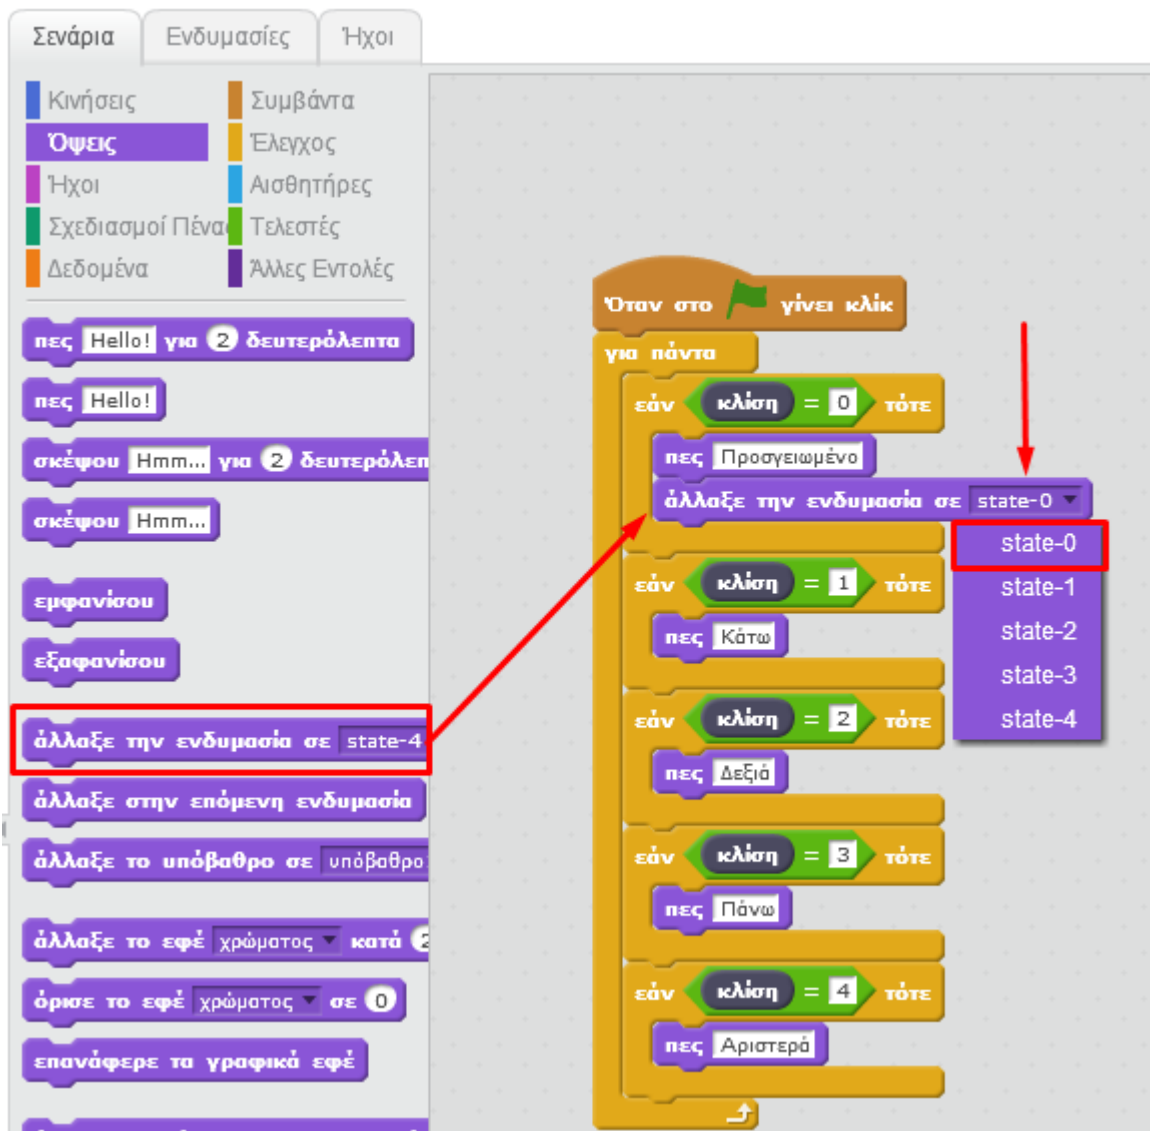 Σενάρια Ενδυμασίες Ήχοι
Κινήσεις Συμβάντα
Όψεις Έλεγχος
Ήχοι Αισθητήρες
Σχεδιασμοί Πένας Τελεστές
Δεδομένα Άλλες Εντολές
πες Hello! για 2 δευτερόλεπτα
πες Hello!
σκέψου Hmm... για 2 δευτερόλεπ
σκέψου Hmm...
εμφανίσου
εξαφανίσου
άλλαξε την ενδυμασία σε state-4
άλλαξε στην επόμενη ενδυμασία
άλλαξε το υπόβαθρο σε υπόβαθρο
άλλαξε το εφέ χρώματος κατά 2
όρισε το εφέ χρώματος σε 0
επανάφερε τα γραφικά εφέ
Όταν στο γίνει κλίκ
για πάντα
εάν κλίση = 0 τότε
πες Προσγειωμένο
άλλαξε την ενδυμασία σε state-0
state-0
state-1
state-2
state-3
state-4
εάν κλίση = 1 τότε
πες Κάτω
εάν κλίση = 2 τότε
πες Δεξιά
εάν κλίση = 3 τότε
πες Πάνω
εάν κλίση = 4 τότε
πες Αριστερά